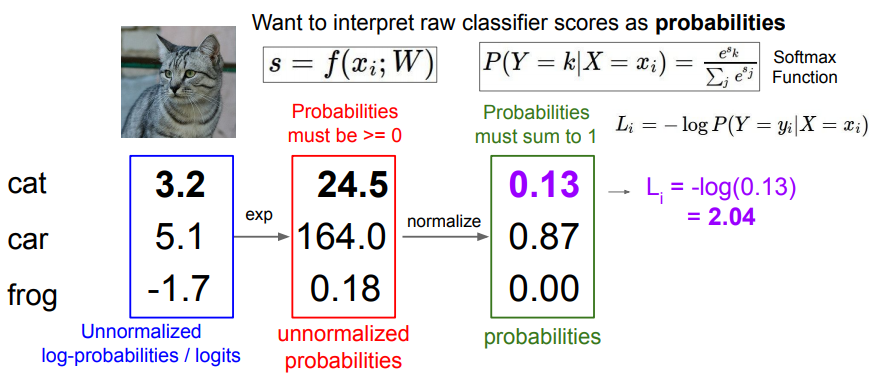 Want to interpret raw classifier scores as probabilities
s = f(x_i; W)
P(Y = k|X = x_i) = e^{s_k} / ∑_j e^{s_j}
Softmax
Function
Probabilities
must be >= 0
Probabilities
must sum to 1
L_i = − log P(Y = y_i|X = x_i)
cat 3.2 24.5 0.13 → L_i = -log(0.13)
= 2.04
exp
normalize
car 5.1 164.0 0.87
frog -1.7 0.18 0.00
Unnormalized
log-probabilities / logits
unnormalized
probabilities
probabilities